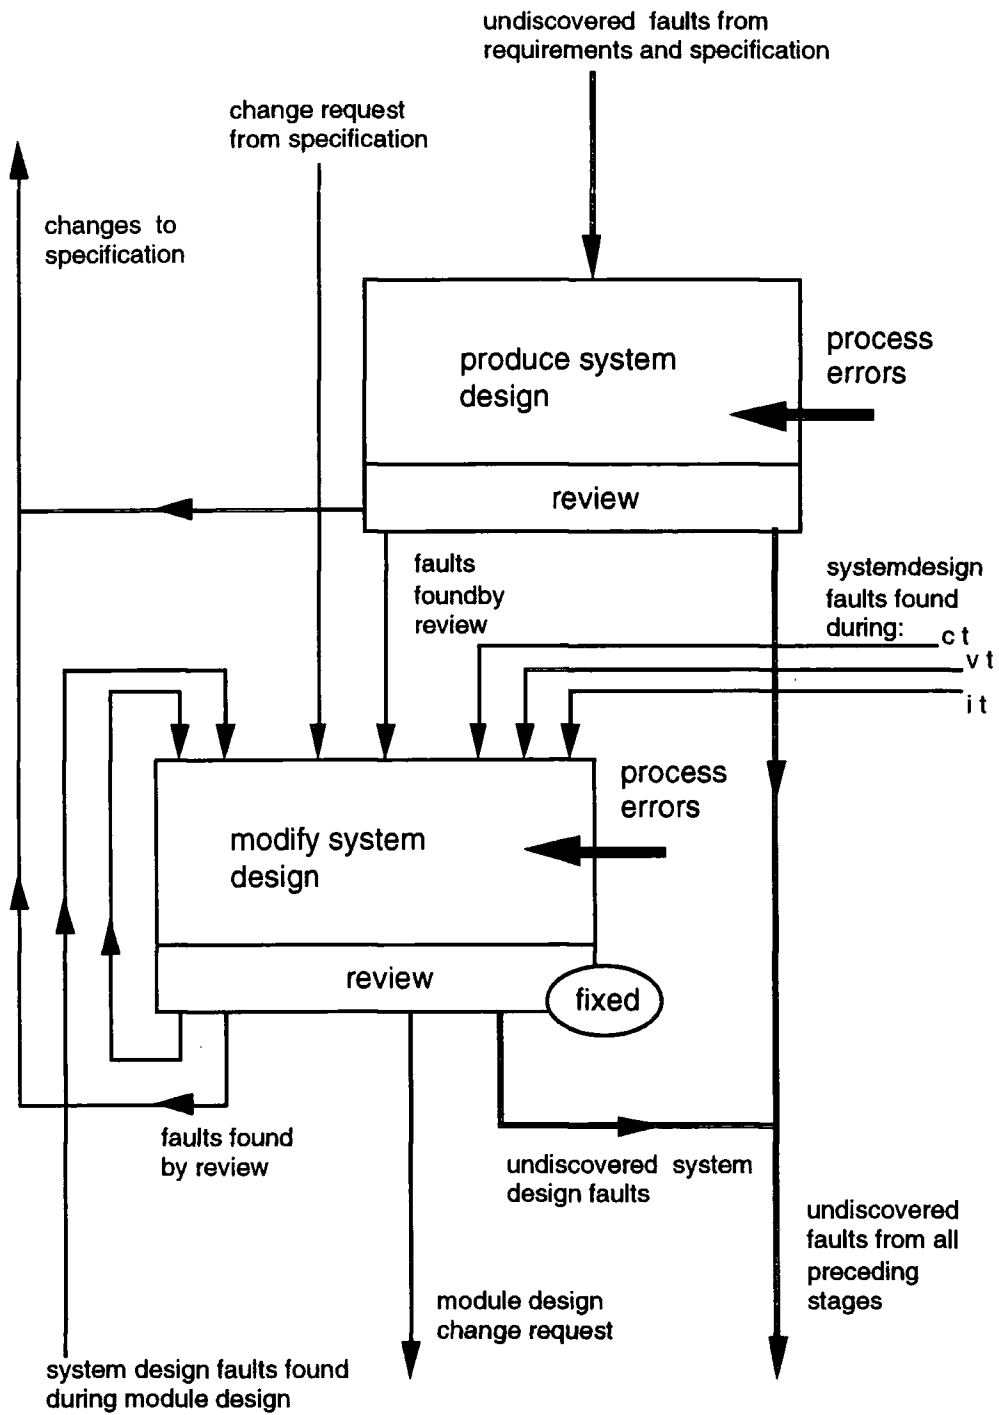 undiscovered faults from
requirements and specification
change request
from specification
changes to
specification
produce system
design
process
errors
review
faults
foundby
review
systemdesign
faults found
during:
c t
v t
i t
process
errors
modify system
design
review
fixed
faults found
by review
undiscovered system
design faults
undiscovered
faults from all
preceding
stages
module design
change request
system design faults found
during module design